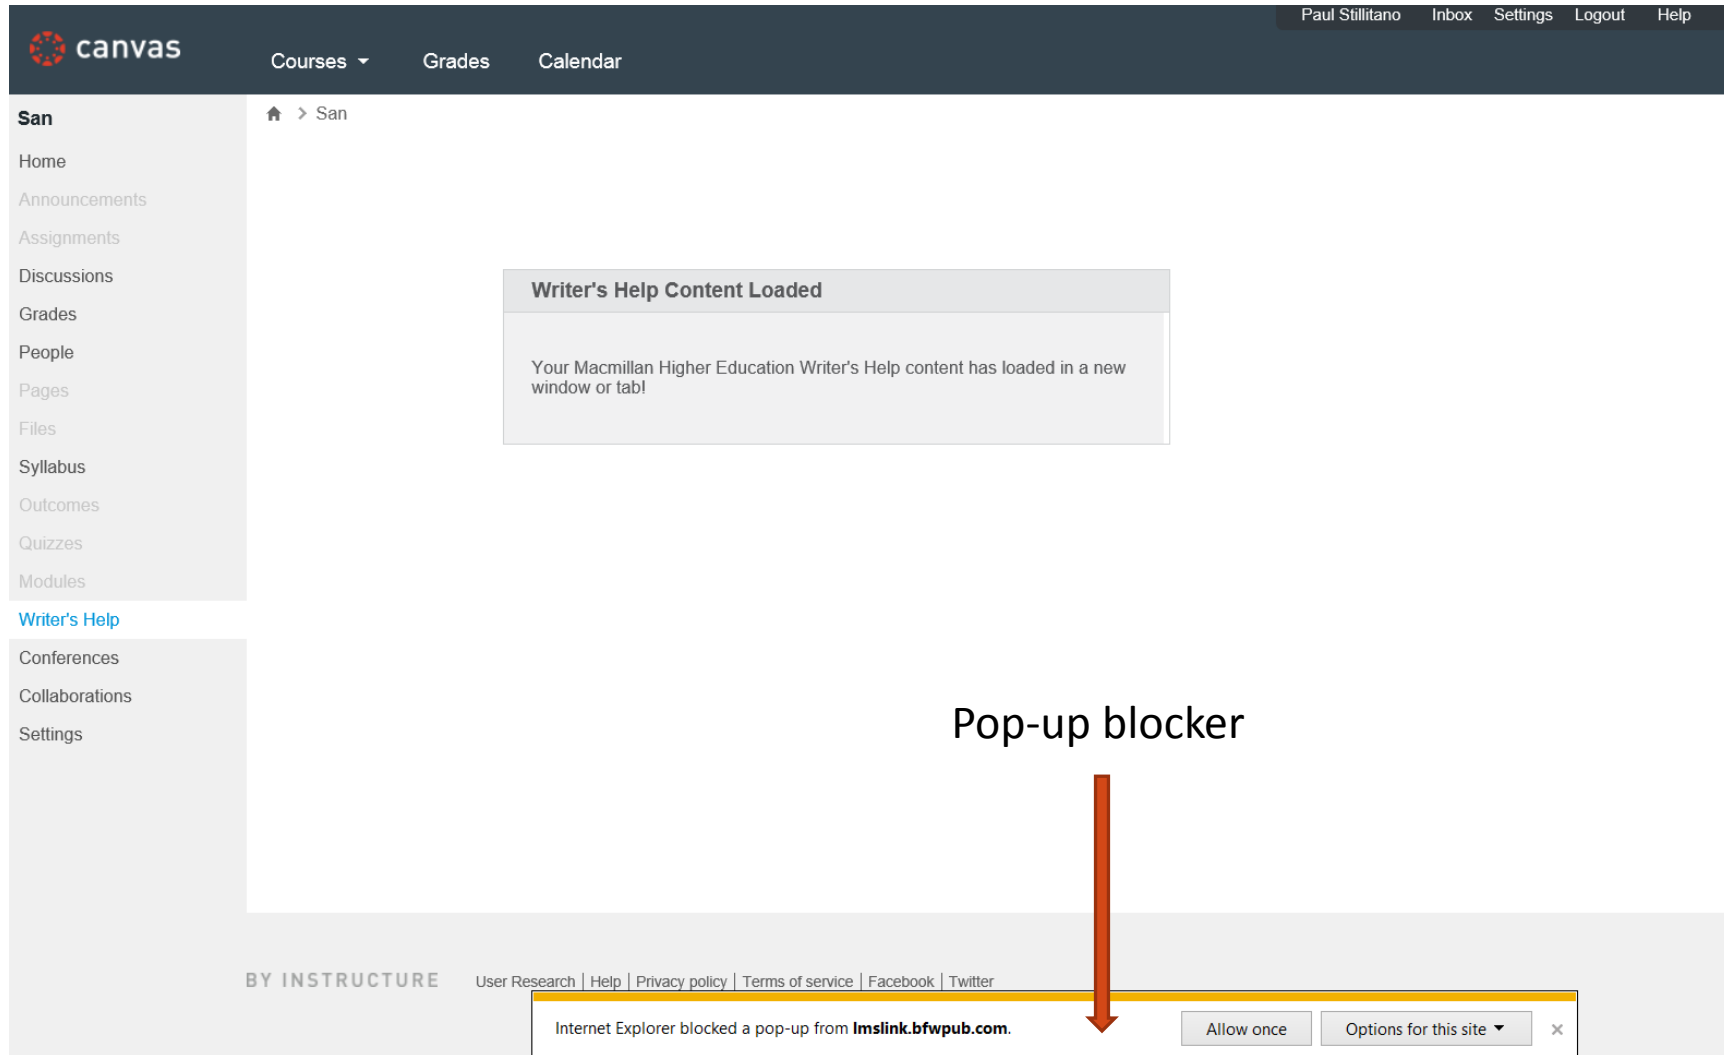 Paul Stillitano Inbox Settings Logout Help
canvas
Courses Grades Calendar
San
Home
Announcements
Assignments
Discussions
Grades
People
Pages
Files
Syllabus
Outcomes
Quizzes
Modules
Writer's Help
Conferences
Collaborations
Settings
> San
Writer's Help Content Loaded
Your Macmillan Higher Education Writer's Help content has loaded in a new
window or tab!
Pop-up blocker
BY INSTRUCTURE User Research | Help | Privacy policy | Terms of service | Facebook | Twitter
Internet Explorer blocked a pop-up from lmslink.bfwpub.com. Allow once Options for this site ×